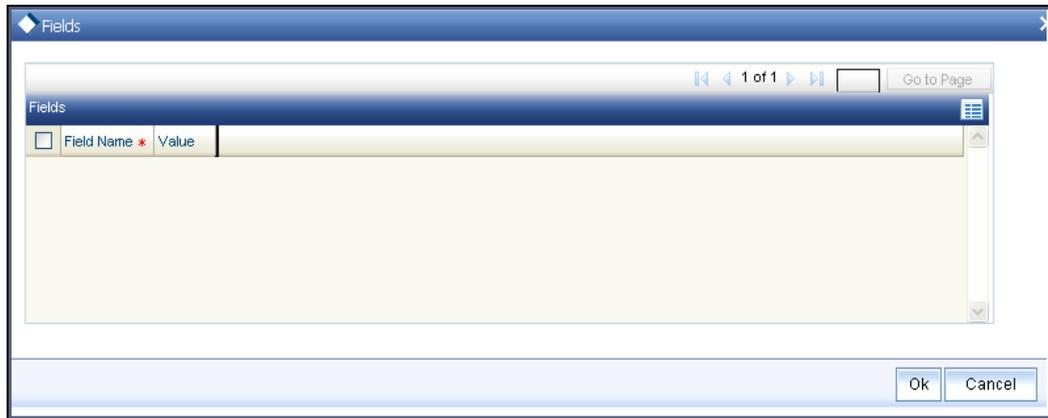 Fields
1 of 1 Go to Page
Fields
Field Name * Value
Ok Cancel